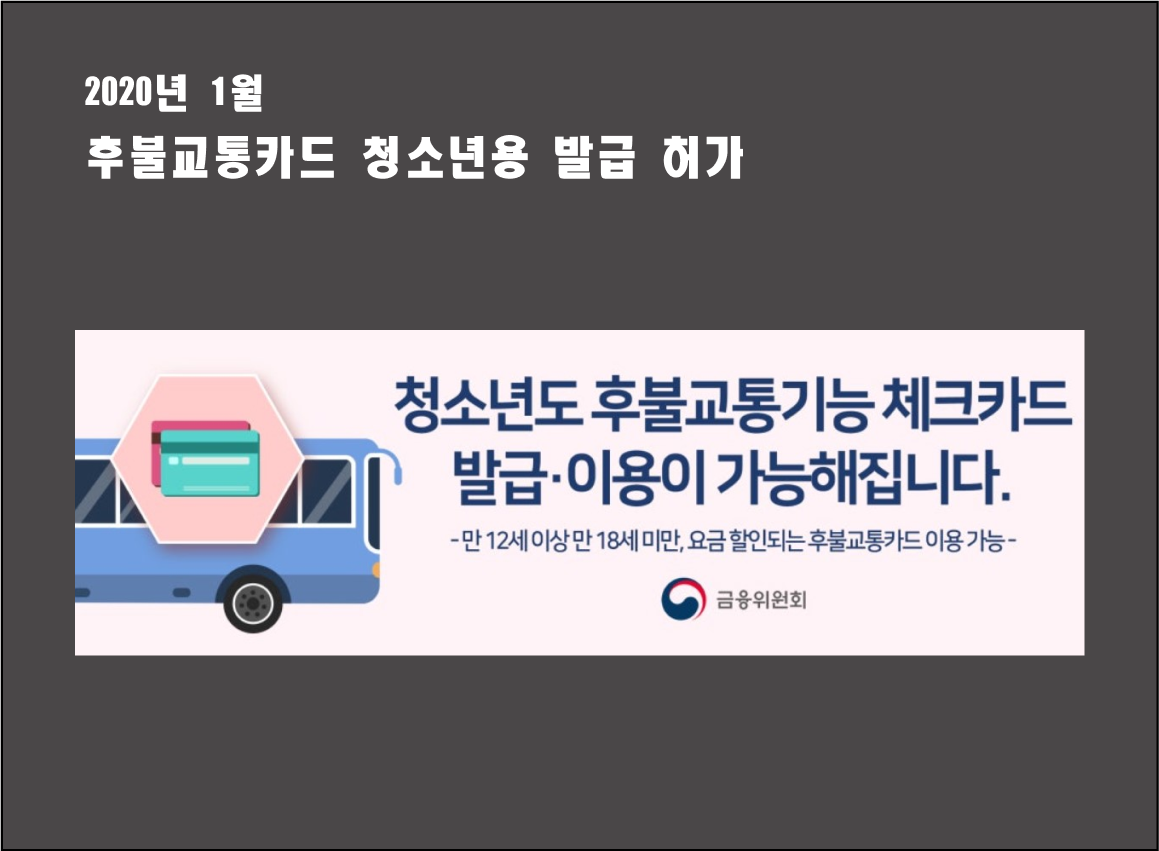 2020년 1월
후불교통카드 청소년용 발급 허가
청소년도 후불교통기능 체크카드
발급·이용이 가능해집니다.
-만 12세 이상 만 18세 미만, 요금 할인되는 후불교통카드 이용 가능-
금융위원회